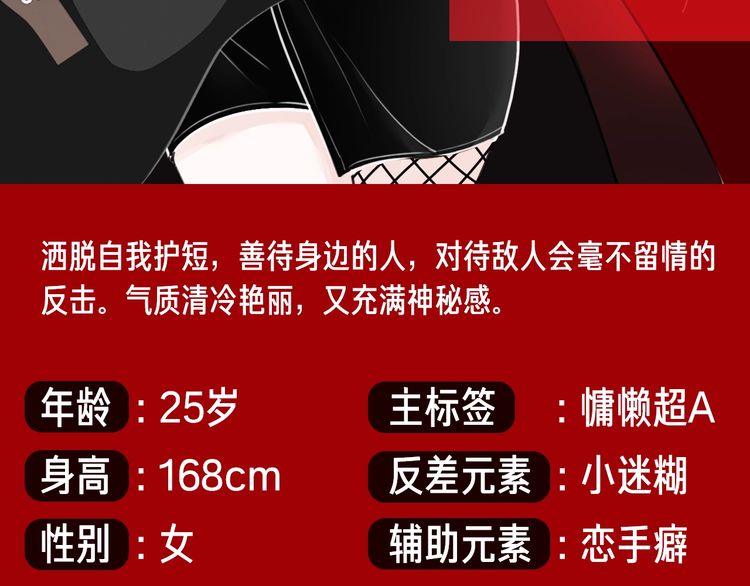 洒脱自我护短，善待身边的人，对待敌人会毫不留情的
反击。气质清冷艳丽，又充满神秘感。
年龄：25岁 主标签：慵懒超A
身高：168cm 反差元素：小迷糊
性别：女 辅助元素：恋手癖